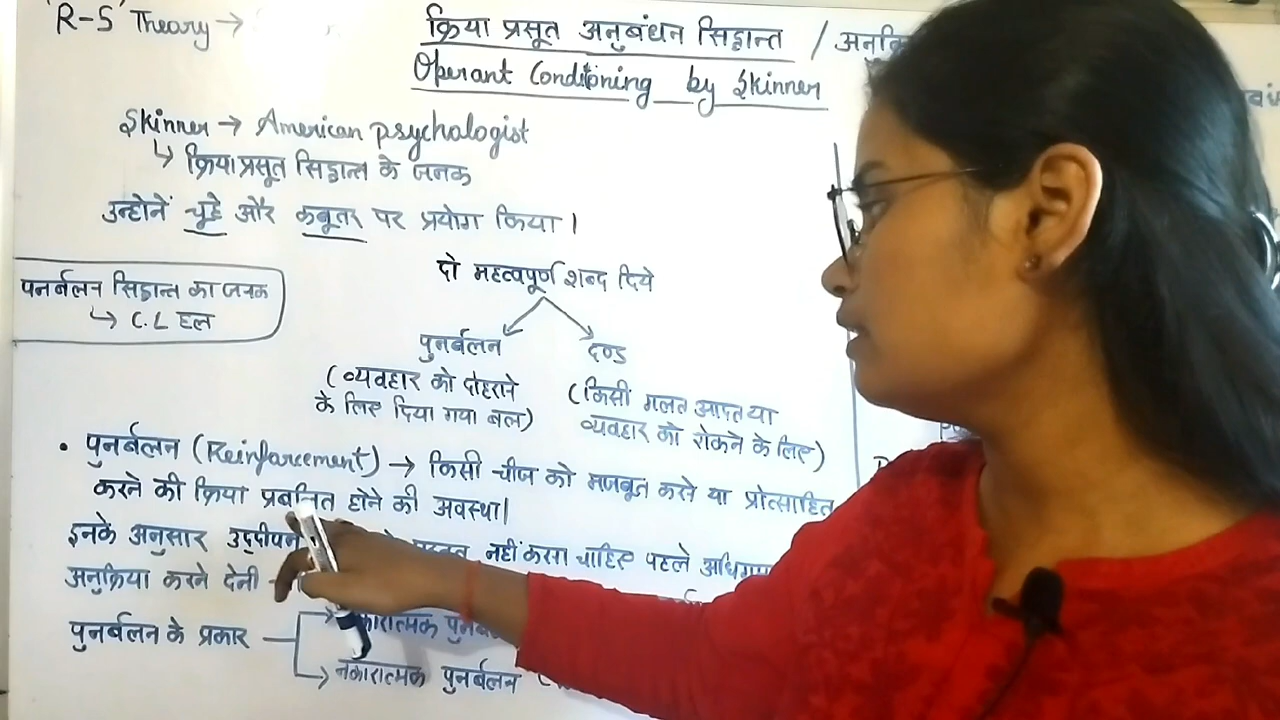 'R-S' Theory →
क्रिया प्रसूत अनुबंधन सिद्धान्त /
Operant Conditioning by Skinner
Skinner → American psychologist
↳ क्रियाप्रसूत सिद्धान्त के जनक
उन्होनें चूहे और कबूतर पर प्रयोग किया।
दो महत्वपूर्ण शब्द दिये
पनर्बलन सिद्धान्त का जनक
↳ C.L हल
पुनर्बलन
दण्ड
(व्यवहार को दोहराने
के लिए दिया गया बल)
(किसी गलत आदत या
व्यवहार को रोकने के लिए)
• पुनर्बलन (Reinforcement) → किसी चीज को मजबूत करने या प्रोत्साहित
करने की क्रिया प्रबलित होने की अवस्था।
इनके अनुसार उद्दीपन नहीं करना चाहिए पहले
अनुक्रिया करने देनी
पुनर्बलन के प्रकार
नकारात्मक पुनर्बलन